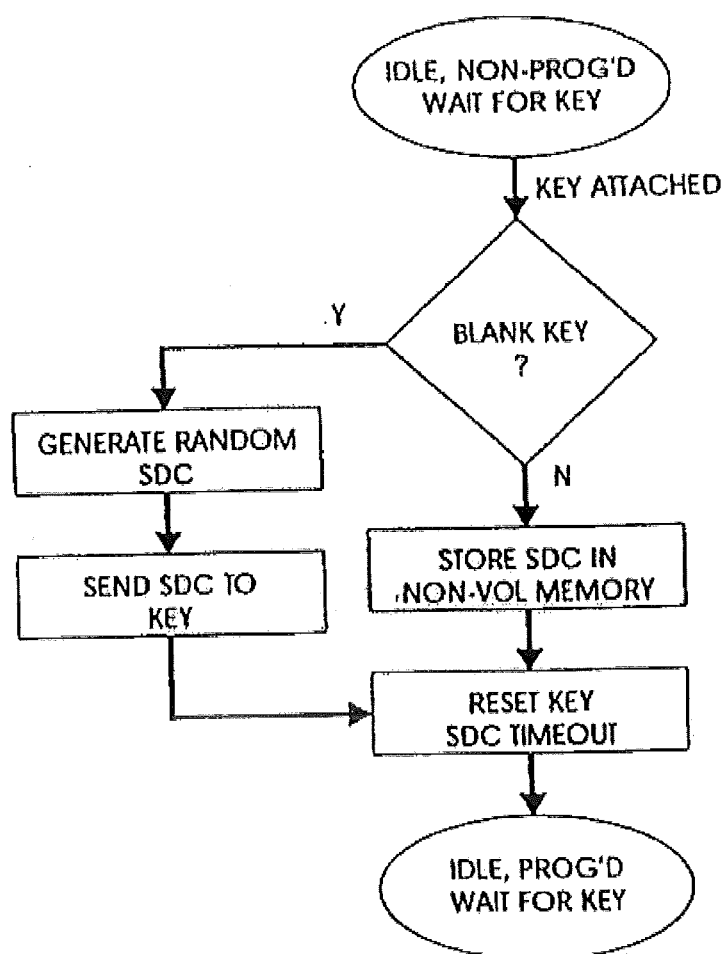 IDLE, NON-PROG'D
WAIT FOR KEY
KEY ATTACHED
Y
BLANK KEY
?
GENERATE RANDOM
SDC
N
SEND SDC TO
KEY
STORE SDC IN
NON-VOL MEMORY
RESET KEY
SDC TIMEOUT
IDLE, PROG'D
WAIT FOR KEY